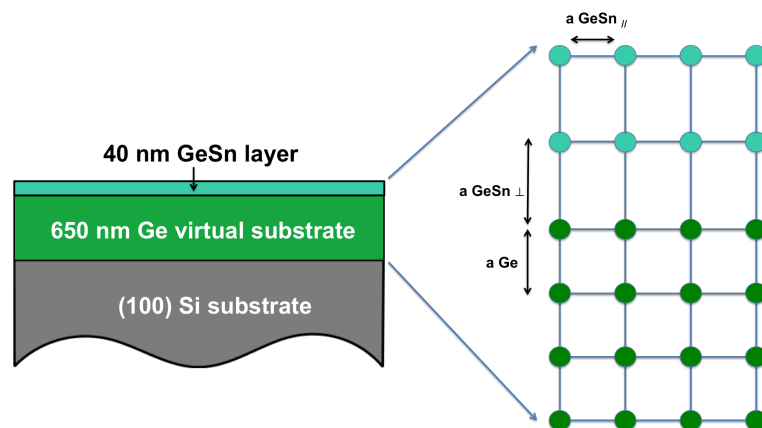 40 nm GeSn layer
650 nm Ge virtual substrate
(100) Si substrate
a GeSn //
a GeSn ⊥
a Ge